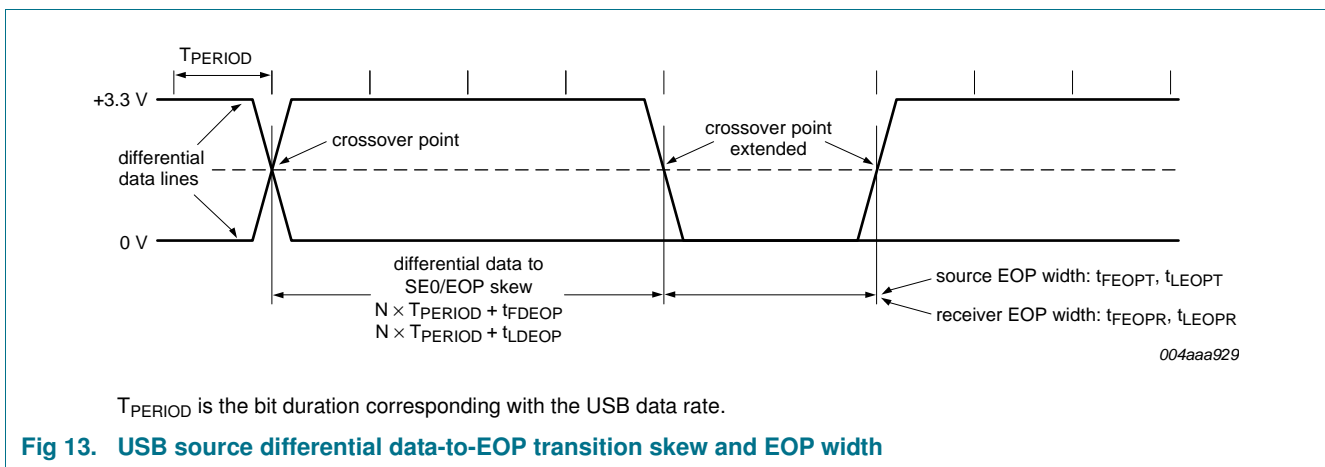 TPERIOD
+3.3 V
crossover point
crossover point
extended
differential
data lines
0 V
differential data to
SE0/EOP skew
N × TPERIOD + tFDEOP
N × TPERIOD + tLDEOP
source EOP width: tFEOPT, tLEOPT
receiver EOP width: tFEOPR, tLEOPR
004aaa929
TPERIOD is the bit duration corresponding with the USB data rate.
Fig 13. USB source differential data-to-EOP transition skew and EOP width